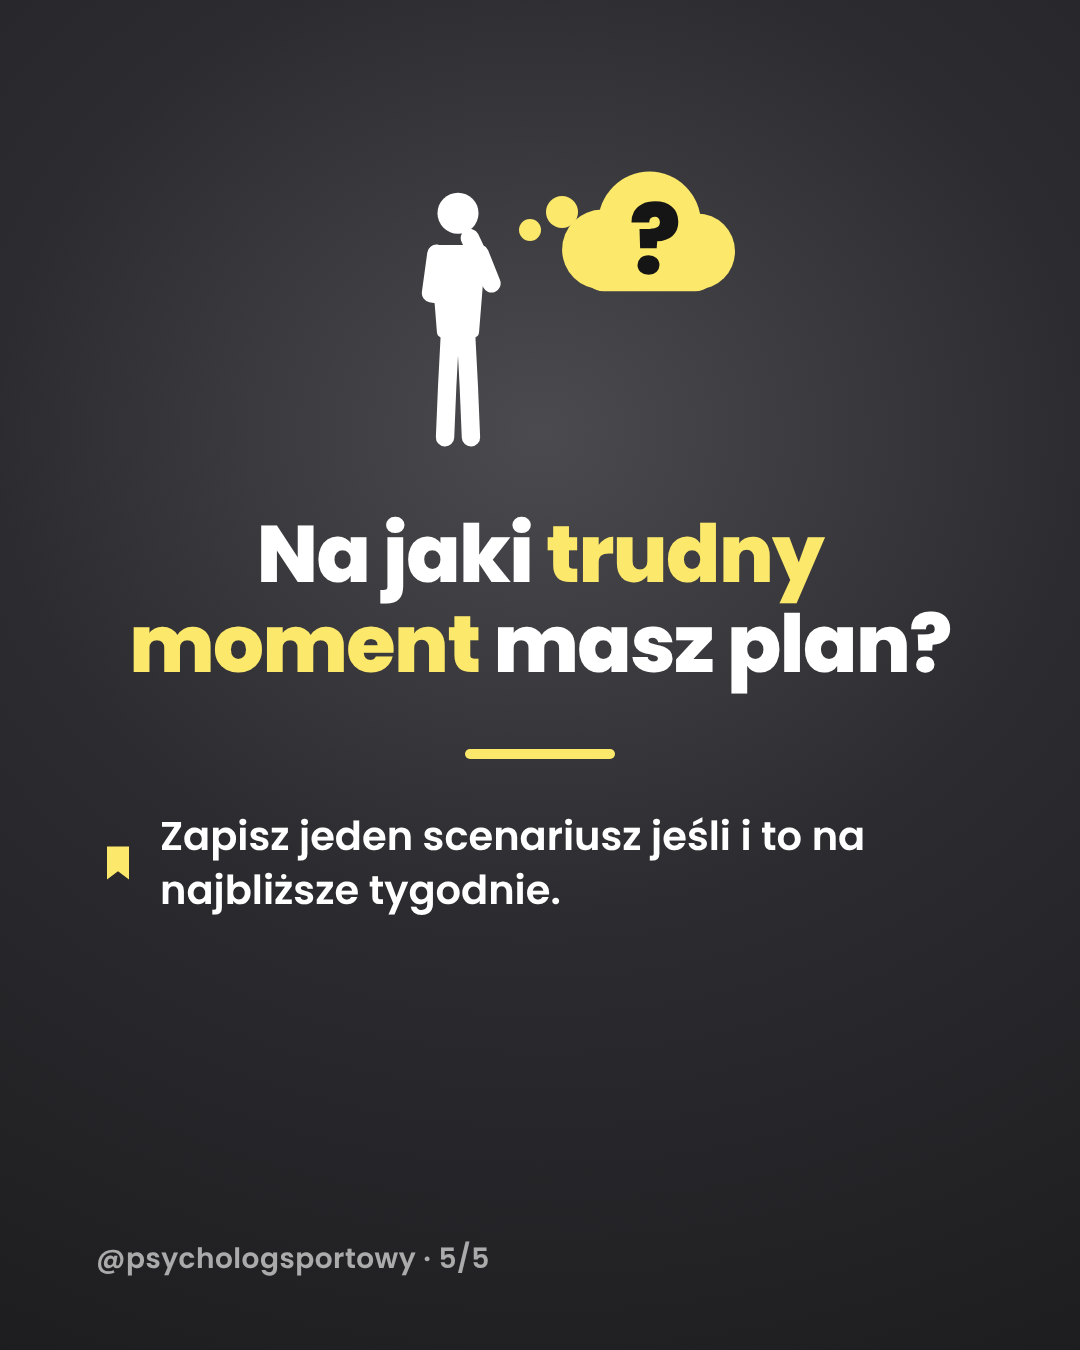 ?
Na jaki trudny
moment masz plan?
Zapisz jeden scenariusz jeśli i to na
najbliższe tygodnie.
@psychologsportowy · 5/5